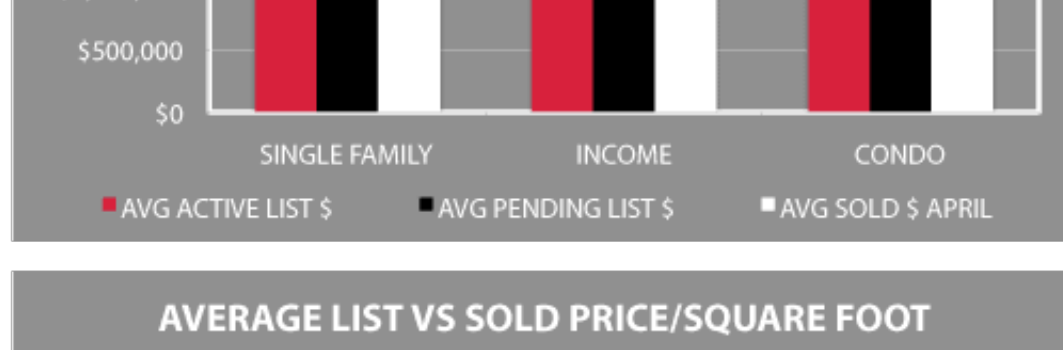 $500,000
$0
SINGLE FAMILY INCOME CONDO
AVG ACTIVE LIST $ AVG PENDING LIST $ AVG SOLD $ APRIL
AVERAGE LIST VS SOLD PRICE/SQUARE FOOT